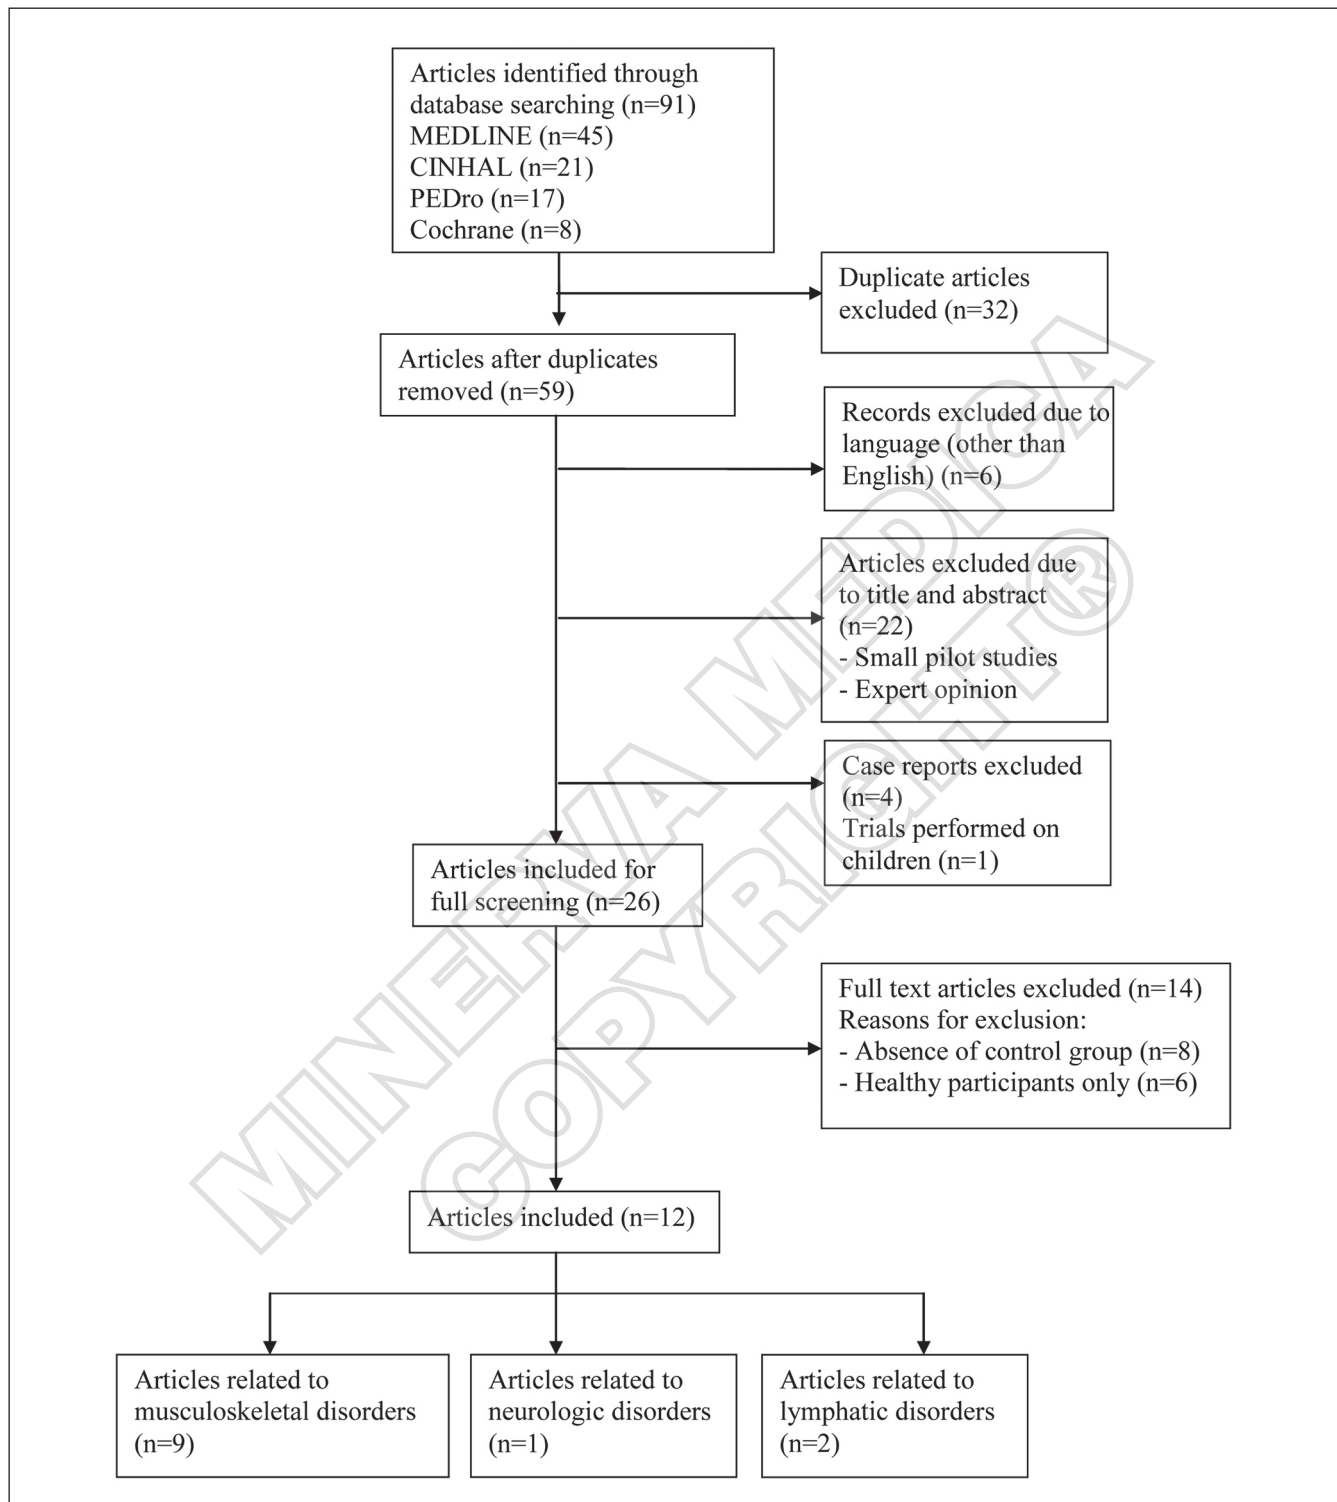 Articles identified through
database searching (n=91)
MEDLINE (n=45)
CINHAL (n=21)
PEDro (n=17)
Cochrane (n=8)
Duplicate articles
excluded (n=32)
Articles after duplicates
removed (n=59)
Records excluded due to
language (other than
English) (n=6)
Articles excluded due
to title and abstract
(n=22)
- Small pilot studies
- Expert opinion
Case reports excluded
(n=4)
Trials performed on
children (n=1)
Articles included for
full screening (n=26)
Full text articles excluded (n=14)
Reasons for exclusion:
- Absence of control group (n=8)
- Healthy participants only (n=6)
Articles included (n=12)
Articles related to
musculoskeletal disorders
(n=9)
Articles related to
neurologic disorders
(n=1)
Articles related to
lymphatic disorders
(n=2)
MINERVA MEDICA
COPYRIGHT®